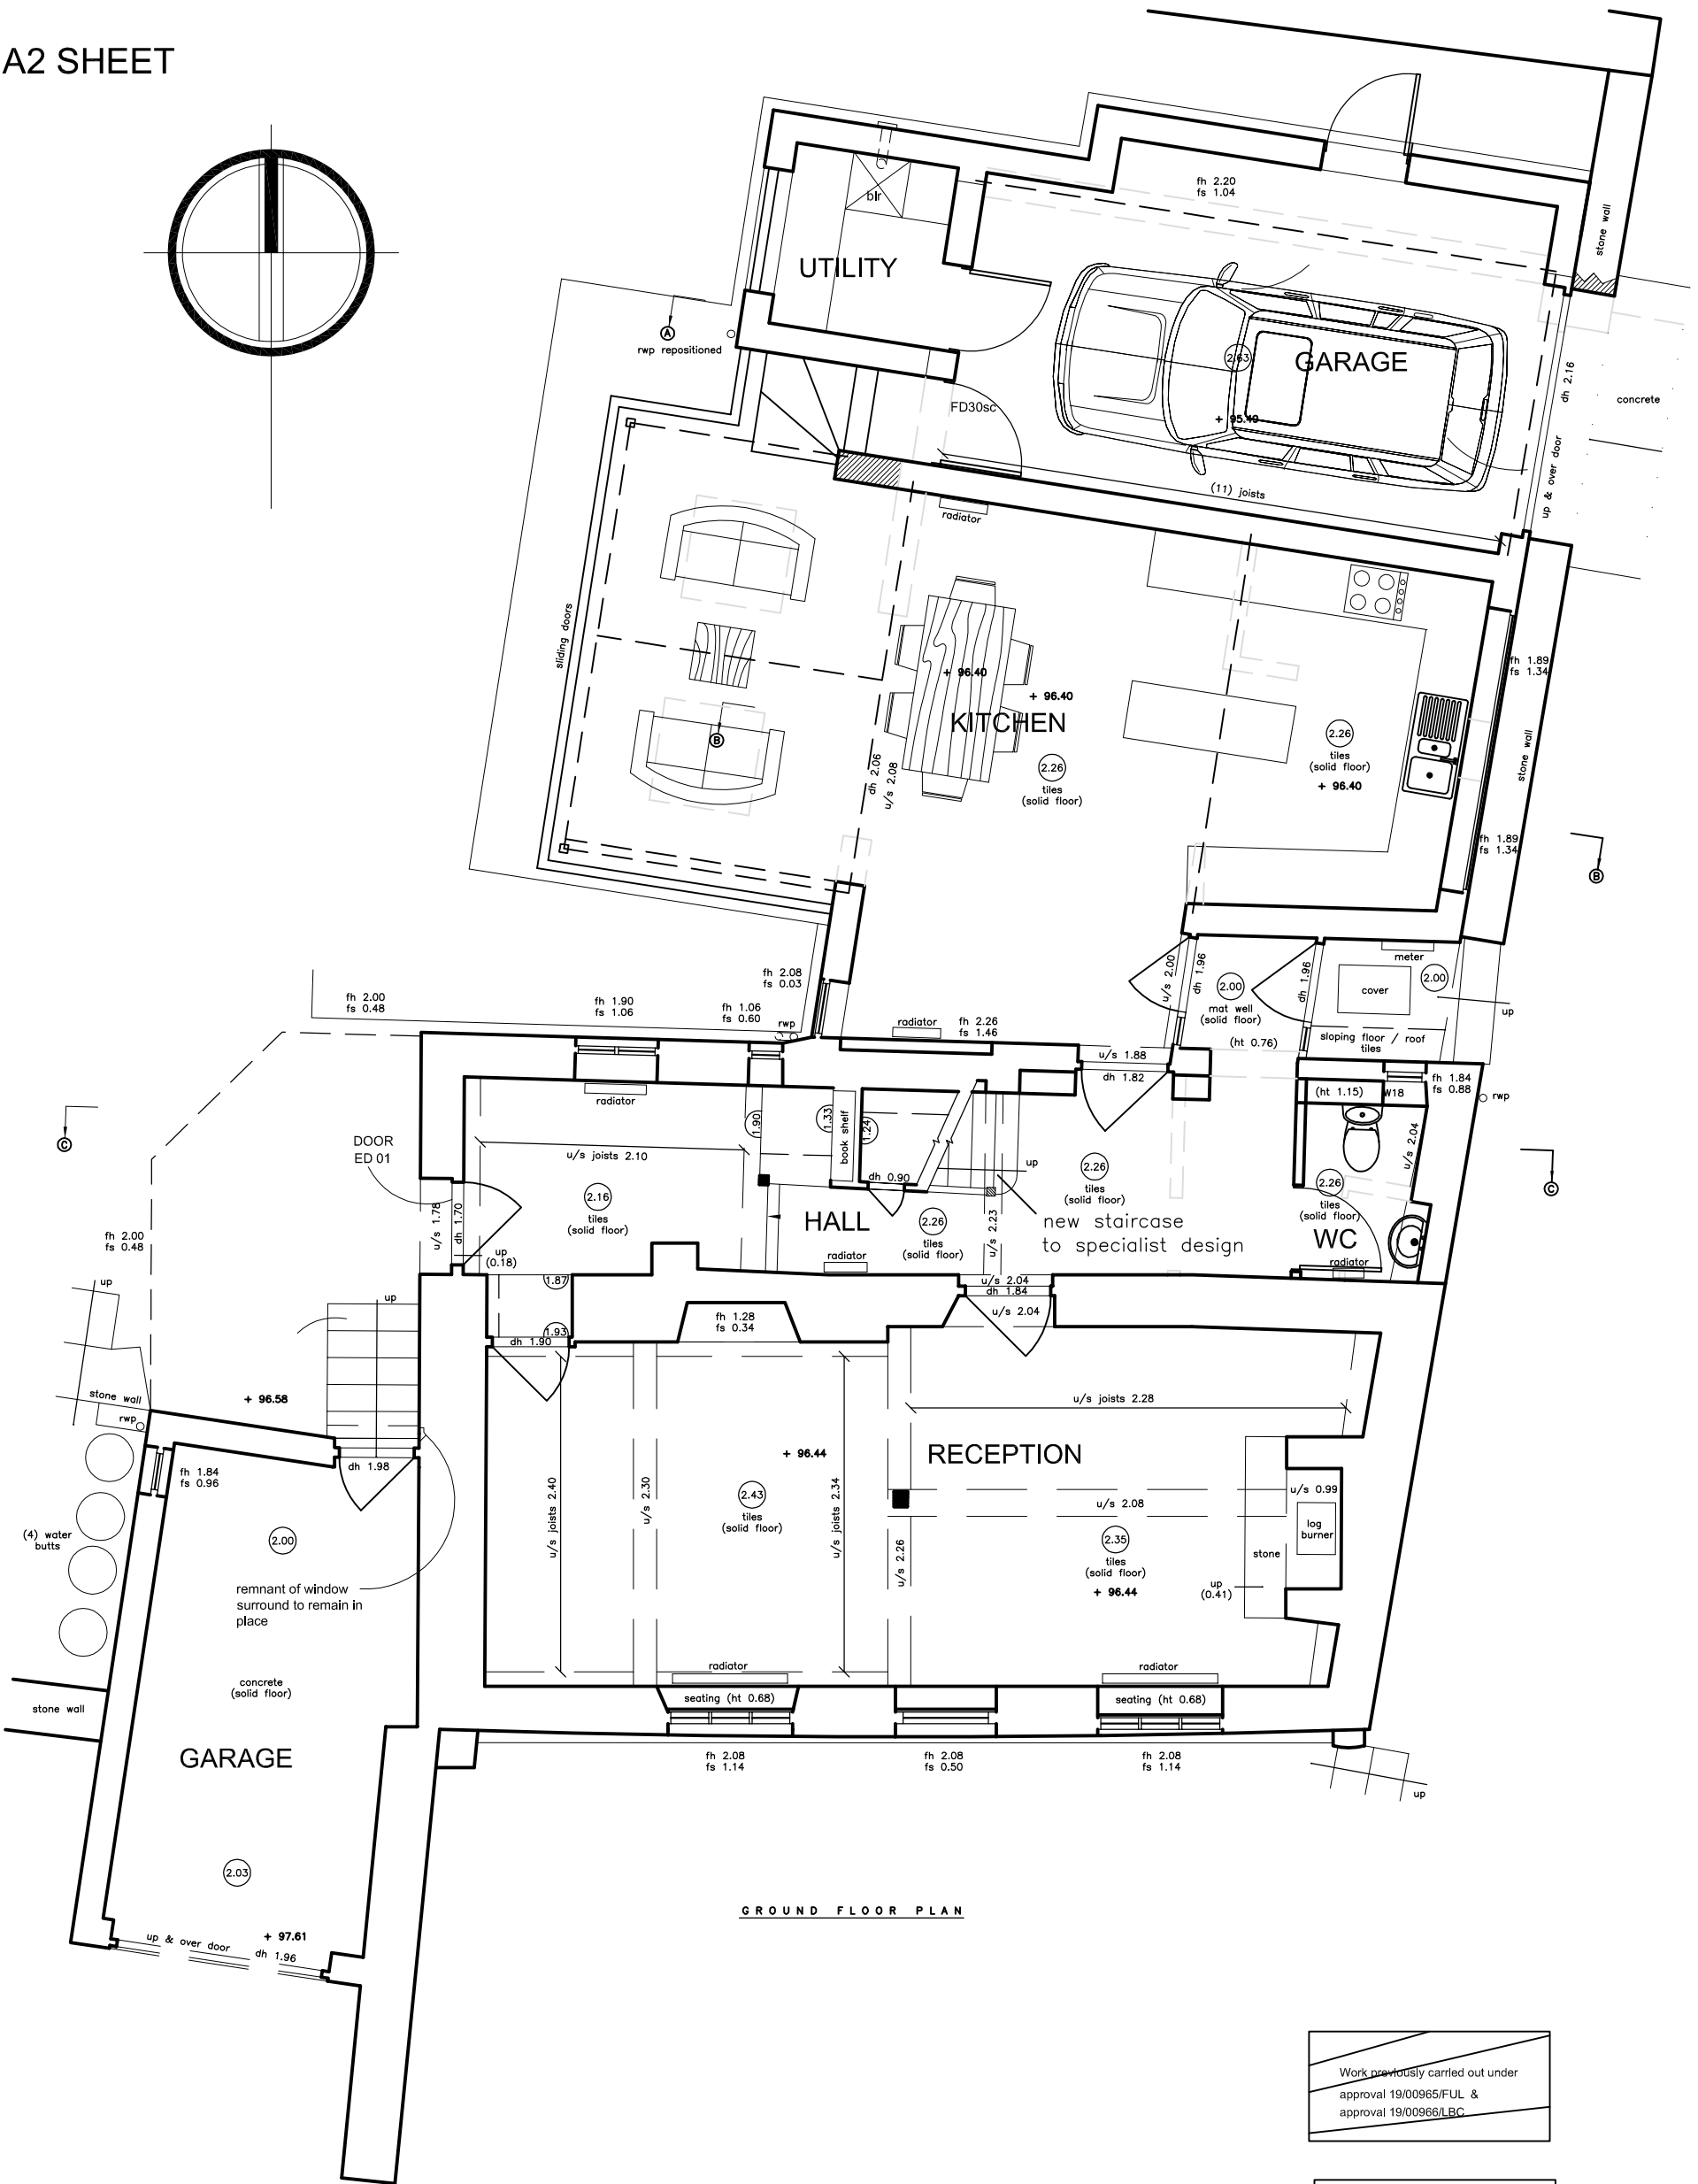 A2 SHEET
fh 2.20
fs 1.04
stone wall
blr
UTILITY
A
rwp repositioned
2.63
GARAGE
dh 2.16
concrete
FD30sc
+ 95.49
up & over door
(11) joists
radiator
sliding doors
fh 1.89
fs 1.34
+ 96.40
+ 96.40
KITCHEN
B
2.26
tiles
(solid floor)
+ 96.40
stone wall
dh 2.06
u/s 2.08
2.26
tiles
(solid floor)
fh 1.89
fs 1.34
B
fh 2.08
fs 0.03
u/s 2.00
dh 1.96
dh 1.96
meter
2.00
2.00
mat well
(solid floor)
cover
fh 2.00
fs 0.48
fh 1.90
fs 1.06
fh 1.06
fs 0.60
rwp
radiator
fh 2.26
fs 1.46
up
(ht 0.76)
sloping floor / roof
tiles
u/s 1.88
dh 1.82
fh 1.84
fs 0.88
rwp
(ht 1.15)
W18
radiator
1.90
1.33
book shelf
1.24
C
DOOR
ED 01
u/s joists 2.10
dh 0.90
up
2.26
tiles
(solid floor)
u/s 2.04
C
2.16
tiles
(solid floor)
2.26
tiles
(solid floor)
HALL
2.26
tiles
(solid floor)
u/s 2.23
new staircase
to specialist design
WC
u/s 1.78
dh 1.70
fh 2.00
fs 0.48
up
(0.18)
radiator
radiator
up
1.87
u/s 2.04
dh 1.84
u/s 2.04
up
fh 1.28
fs 0.34
1.93
dh 1.90
stone wall
+ 96.58
u/s joists 2.28
rwp
RECEPTION
+ 96.44
dh 1.98
fh 1.84
fs 0.96
u/s joists 2.40
u/s 2.30
2.43
tiles
(solid floor)
u/s joists 2.34
u/s 0.99
u/s 2.08
log
burner
(4) water
butts
2.00
2.35
tiles
(solid floor)
+ 96.44
u/s 2.26
stone
up
(0.41)
remnant of window
surround to remain in
place
radiator
radiator
concrete
(solid floor)
seating (ht 0.68)
seating (ht 0.68)
stone wall
GARAGE
fh 2.08
fs 1.14
fh 2.08
fs 0.50
fh 2.08
fs 1.14
up
2.03
GROUND FLOOR PLAN
+ 97.61
up & over door
dh 1.96
Work previously carried out under
approval 19/00965/FUL &
approval 19/00966/LBC